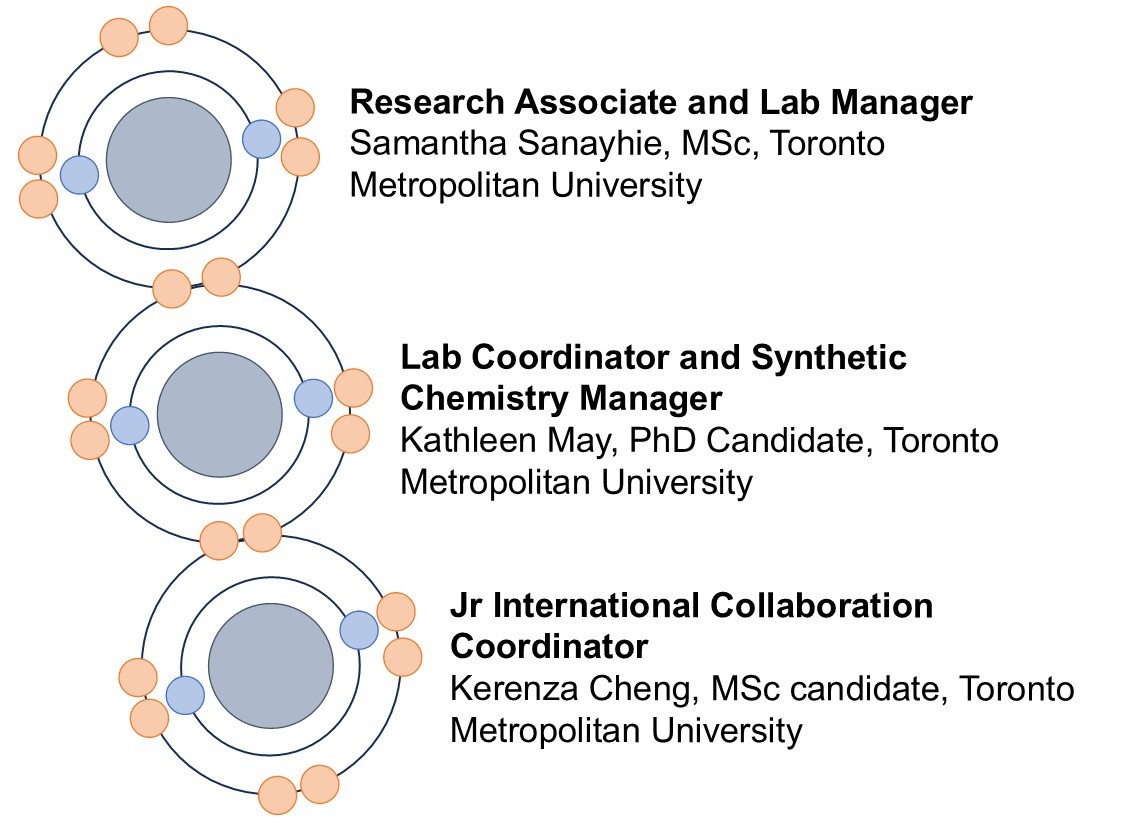 Research Associate and Lab Manager
Samantha Sanayhie, MSc, Toronto
Metropolitan University
Lab Coordinator and Synthetic
Chemistry Manager
Kathleen May, PhD Candidate, Toronto
Metropolitan University
Jr International Collaboration
Coordinator
Kerenza Cheng, MSc candidate, Toronto
Metropolitan University